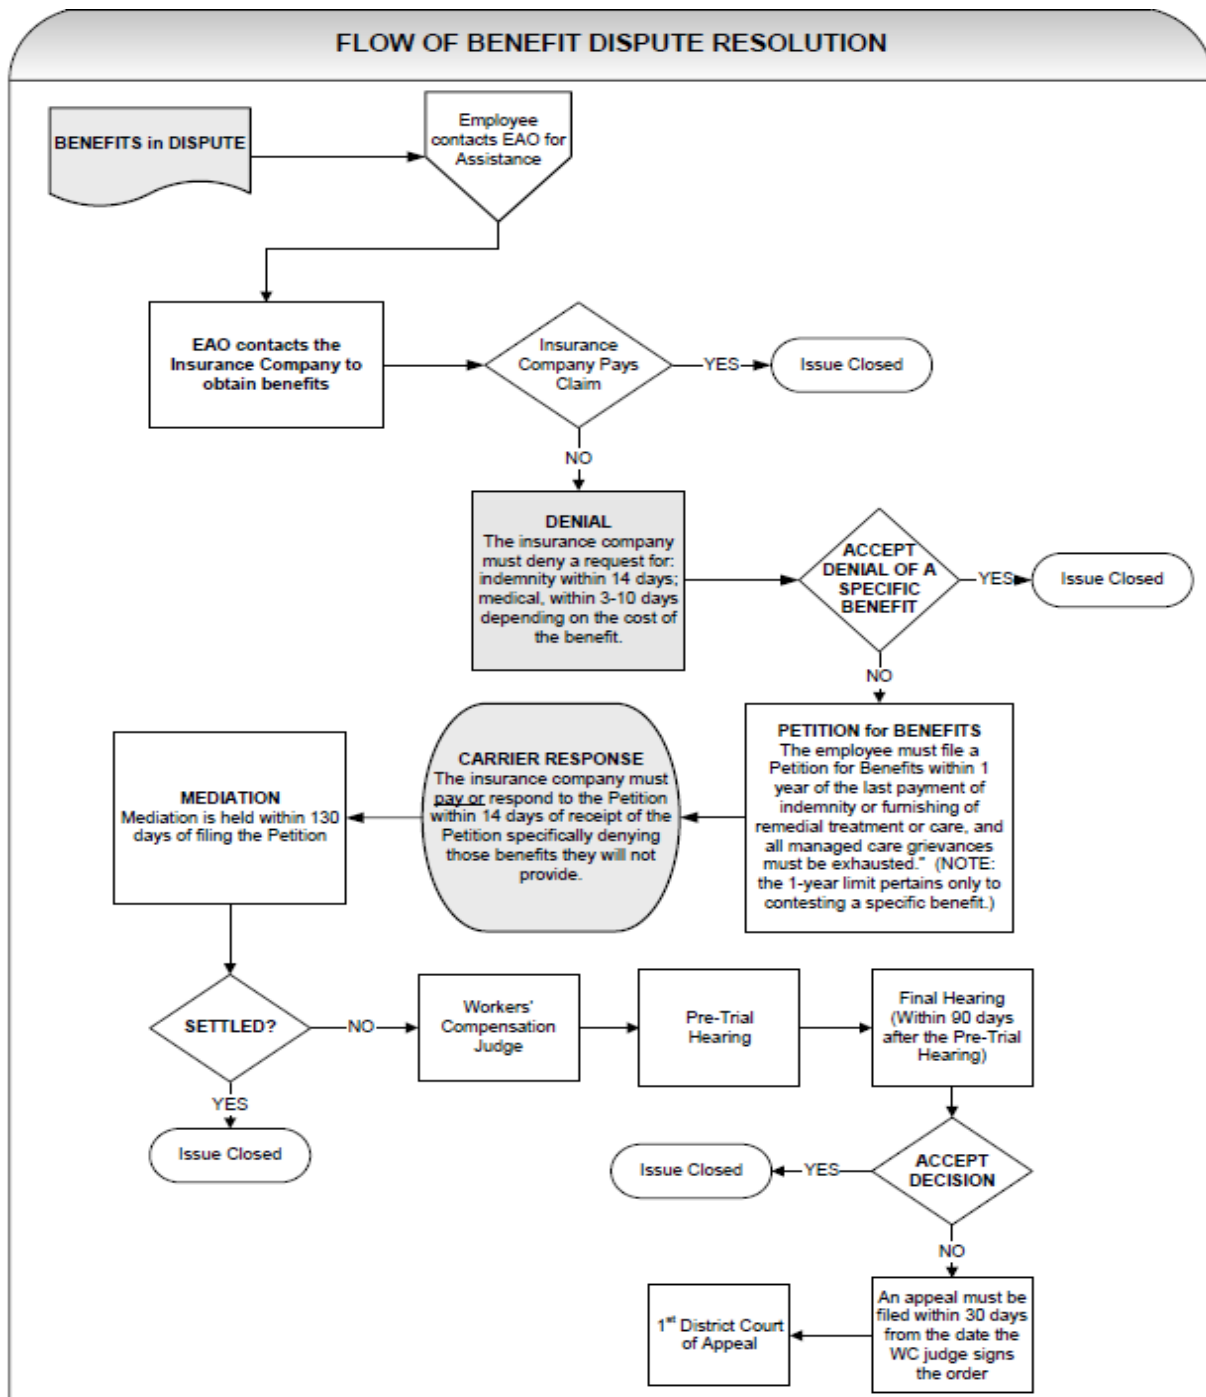 FLOW OF BENEFIT DISPUTE RESOLUTION
BENEFITS in DISPUTE
Employee
contacts EAO for
Assistance
EAO contacts the
Insurance Company to
obtain benefits
Insurance
Company Pays
Claim
YES
Issue Closed
NO
DENIAL
The insurance company
must deny a request for:
indemnity within 14 days;
medical, within 3-10 days
depending on the cost of
the benefit.
ACCEPT
DENIAL OF A
SPECIFIC
BENEFIT
YES
Issue Closed
NO
PETITION for BENEFITS
The employee must file a
Petition for Benefits within 1
year of the last payment of
indemnity or furnishing of
remedial treatment or care, and
all managed care grievances
must be exhausted." (NOTE:
the 1-year limit pertains only to
contesting a specific benefit.)
CARRIER RESPONSE
The insurance company must
pay or respond to the Petition
within 14 days of receipt of the
Petition specifically denying
those benefits they will not
provide.
MEDIATION
Mediation is held within 130
days of filing the Petition
SETTLED?
YES
Issue Closed
NO
Workers'
Compensation
Judge
Pre-Trial
Hearing
Final Hearing
(Within 90 days
after the Pre-Trial
Hearing)
ACCEPT
DECISION
YES
Issue Closed
NO
An appeal must be
filed within 30 days
from the date the
WC judge signs
the order
1st District Court
of Appeal